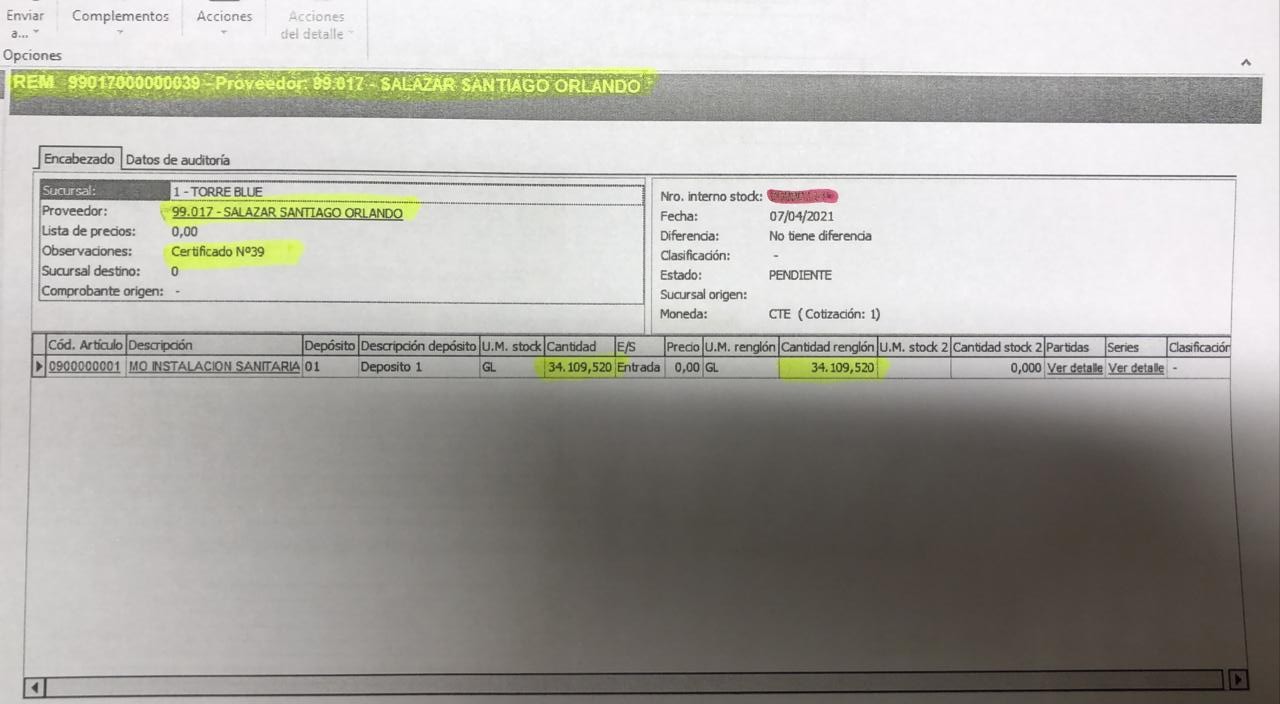 Enviar a... Complementos Acciones Acciones del detalle
Opciones
REM 99017000000039 - Proveedor: 99.017 - SALAZAR SANTIAGO ORLANDO
Encabezado Datos de auditoría
Sucursal: 1 - TORRE BLUE
Proveedor: 99.017 - SALAZAR SANTIAGO ORLANDO
Lista de precios: 0,00
Observaciones: Certificado Nº39
Sucursal destino: 0
Comprobante origen: -
Nro. interno stock:
Fecha: 07/04/2021
Diferencia: No tiene diferencia
Clasificación: -
Estado: PENDIENTE
Sucursal origen:
Moneda: CTE (Cotización: 1)
Cód. Artículo Descripción Depósito Descripción depósito U.M. stock Cantidad E/S Precio U.M. renglón Cantidad renglón U.M. stock 2 Cantidad stock 2 Partidas Series Clasificación
0900000001 MO INSTALACION SANITARIA 01 Deposito 1 GL 34.109,520 Entrada 0,00 GL 34.109,520 0,000 Ver detalle Ver detalle -